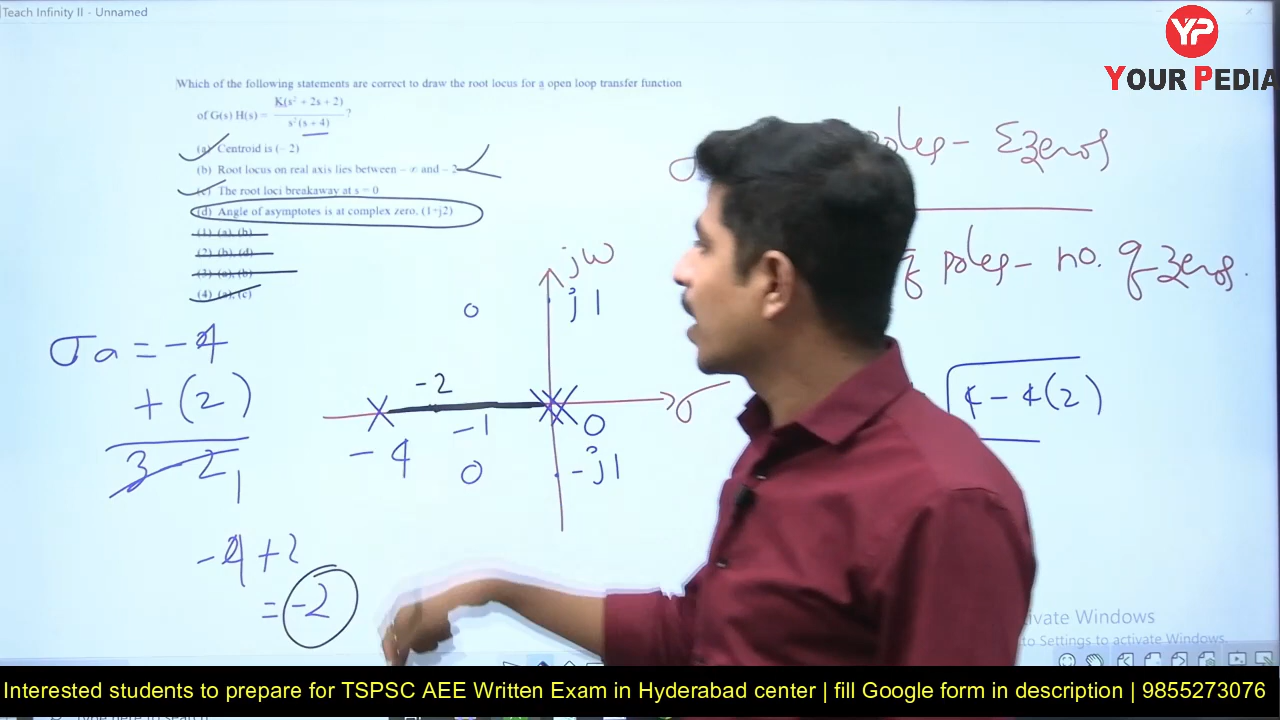 Teach Infinity II - Unnamed
YP
YOUR PEDIA
Which of the following statements are correct to draw the root locus for a open loop transfer function
of G(s) H(s) = K(s² + 2s + 2) / s²(s + 4) ?
(a) Centroid is (− 2)
(b) Root locus on real axis lies between − ∞ and − 2
(c) The root loci breakaway at s = 0
(d) Angle of asymptotes is at complex zero, (1+j2)
(1) (a), (b)
(2) (b), (d)
(3) (a), (b)
(4) (a), (c)
poles - Σzeros
poles - no. of zeros.
jω
j1
0
σa = -4
+ (2)
3 - 2 1
-4 + 2
= -2
-2
-1
-4
0
0
-j1
σ
4 - 4(2)
to Settings to activate Windows.
Interested students to prepare for TSPSC AEE Written Exam in Hyderabad center | fill Google form in description | 9855273076